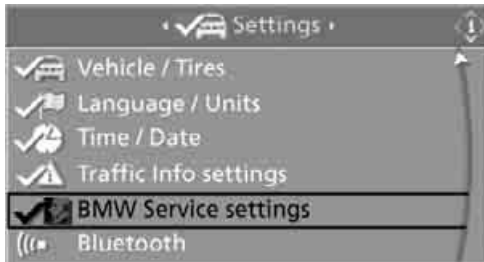 Settings
Vehicle / Tires
Language / Units
Time / Date
Traffic Info settings
BMW Service settings
Bluetooth